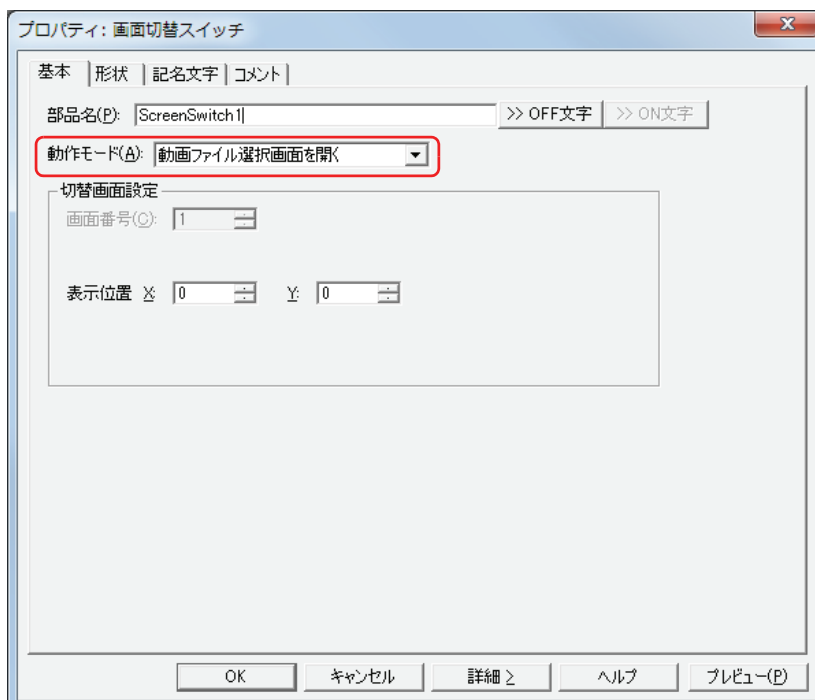 プロパティ: 画面切替スイッチ
基本 形状 記名文字 コメント
部品名(P): ScreenSwitch1 >> OFF文字 >> ON文字
動作モード(A): 動画ファイル選択画面を開く
切替画面設定
画面番号(C): 1
表示位置 X: 0 Y: 0
OK キャンセル 詳細 > ヘルプ プレビュー(P)